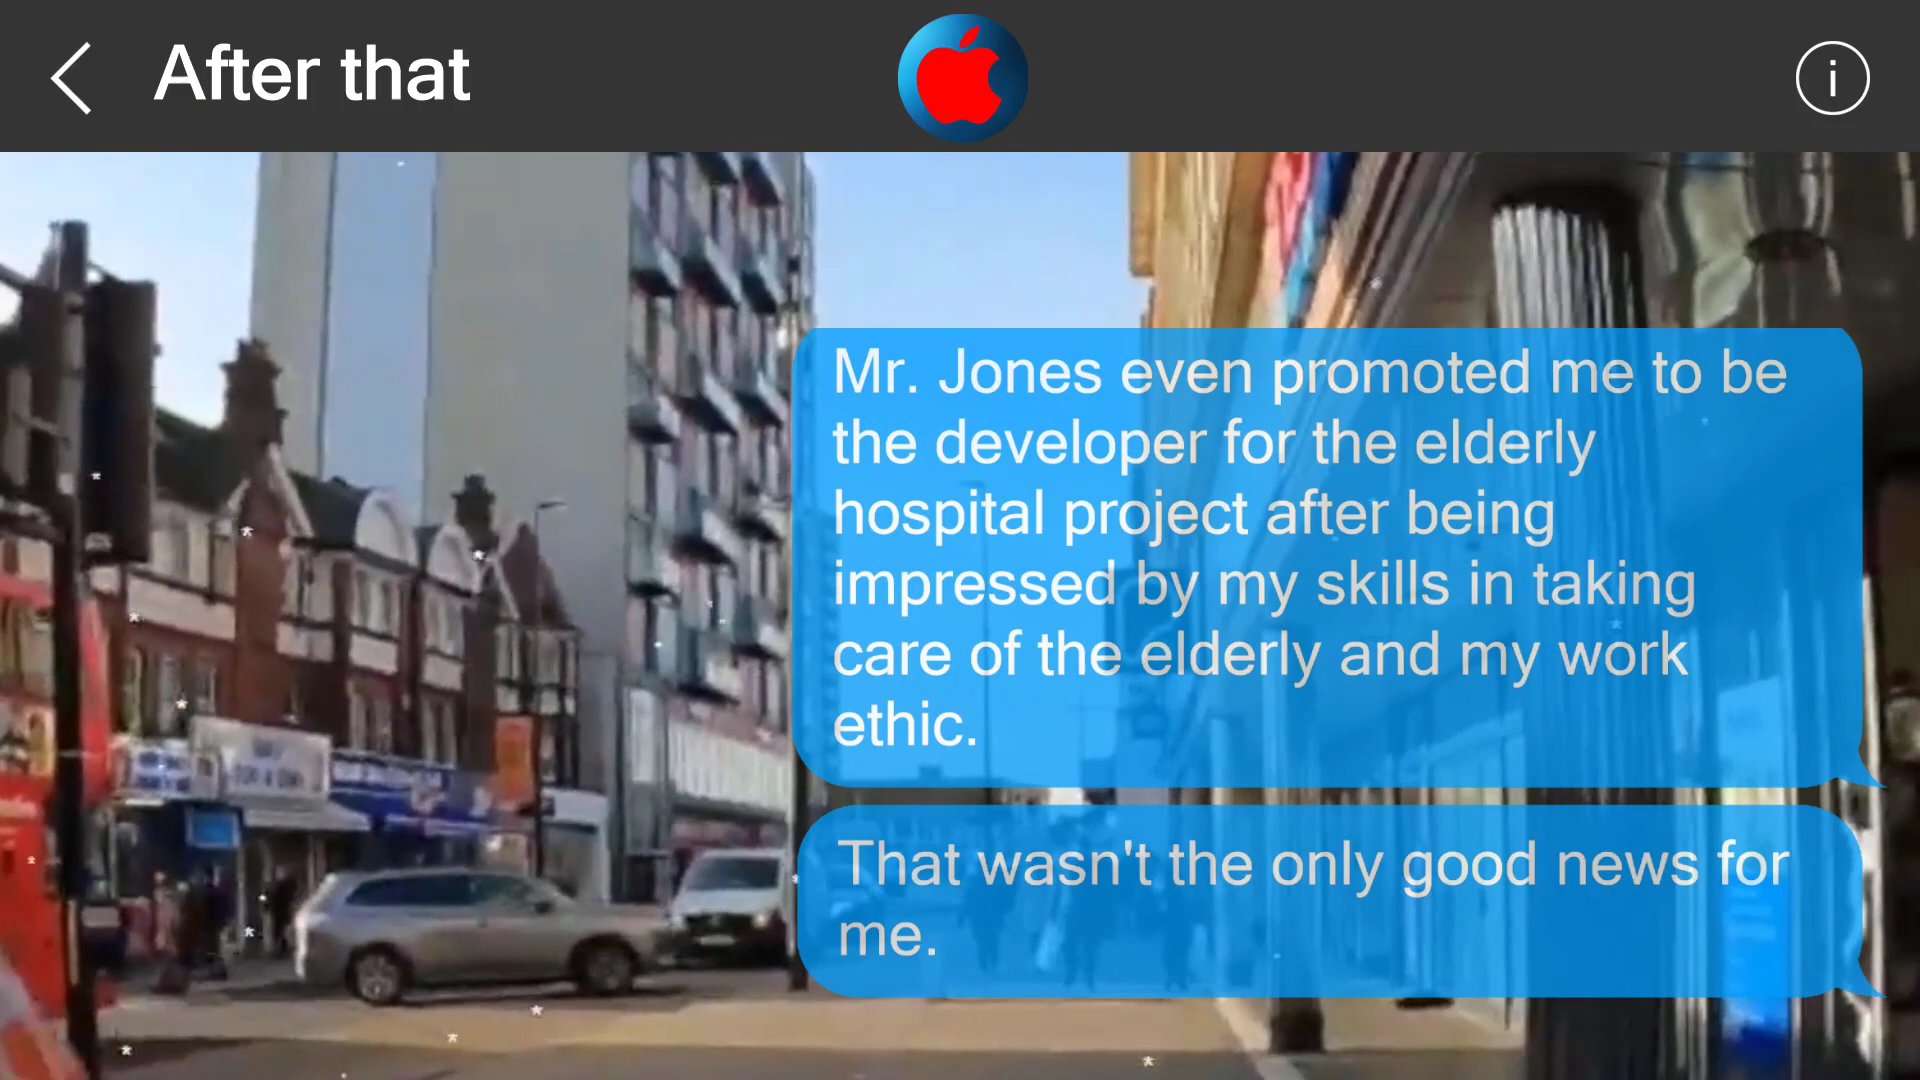 After that
Mr. Jones even promoted me to be
the developer for the elderly
hospital project after being
impressed by my skills in taking
care of the elderly and my work
ethic.
That wasn't the only good news for
me.